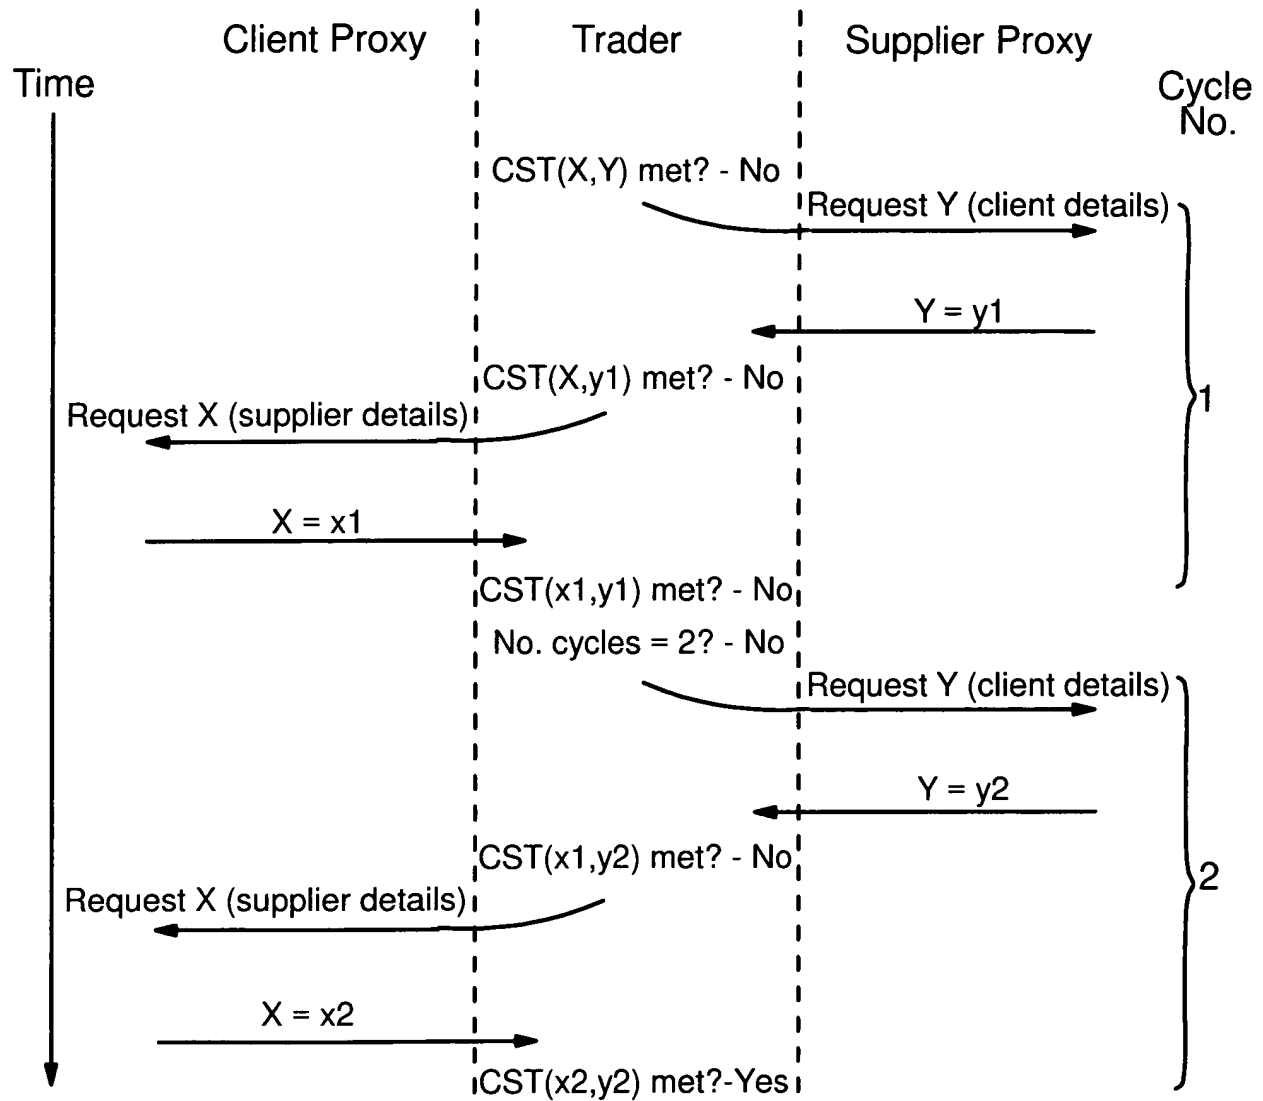 Client Proxy
Trader
Supplier Proxy
Time
Cycle
No.
CST(X,Y) met? - No
Request Y (client details)
Y = y1
CST(X,y1) met? - No
1
Request X (supplier details)
X = x1
CST(x1,y1) met? - No
No. cycles = 2? - No
Request Y (client details)
Y = y2
CST(x1,y2) met? - No
2
Request X (supplier details)
X = x2
CST(x2,y2) met?-Yes